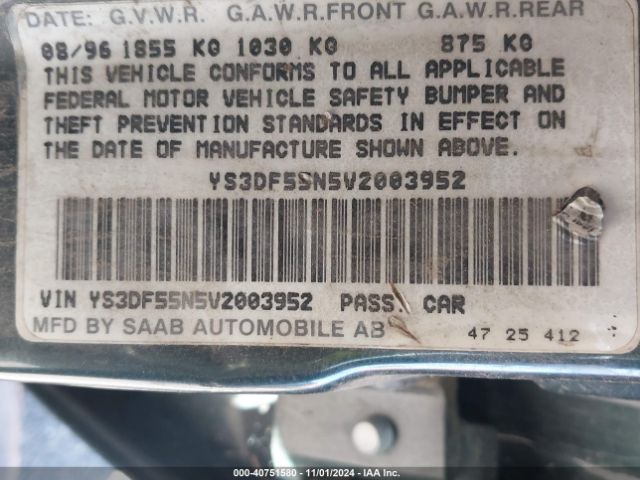 DATE: G.V.W.R. G.A.W.R.FRONT G.A.W.R.REAR
08/96 1855 KG 1030 KG 875 KG
THIS VEHICLE CONFORMS TO ALL APPLICABLE
FEDERAL MOTOR VEHICLE SAFETY BUMPER AND
THEFT PREVENTION STANDARDS IN EFFECT ON
THE DATE OF MANUFACTURE SHOWN ABOVE.
YS3DF55N5V2003952
VIN YS3DF55N5V2003952 PASS. CAR
MFD BY SAAB AUTOMOBILE AB 47 25 412
000-40751580 - 11/01/2024 - IAA Inc.